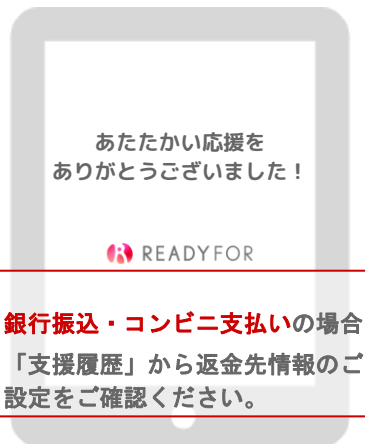 あたたかい応援を
ありがとうございました！
READYFOR
銀行振込・コンビニ支払いの場合
「支援履歴」から返金先情報のご
設定をご確認ください。